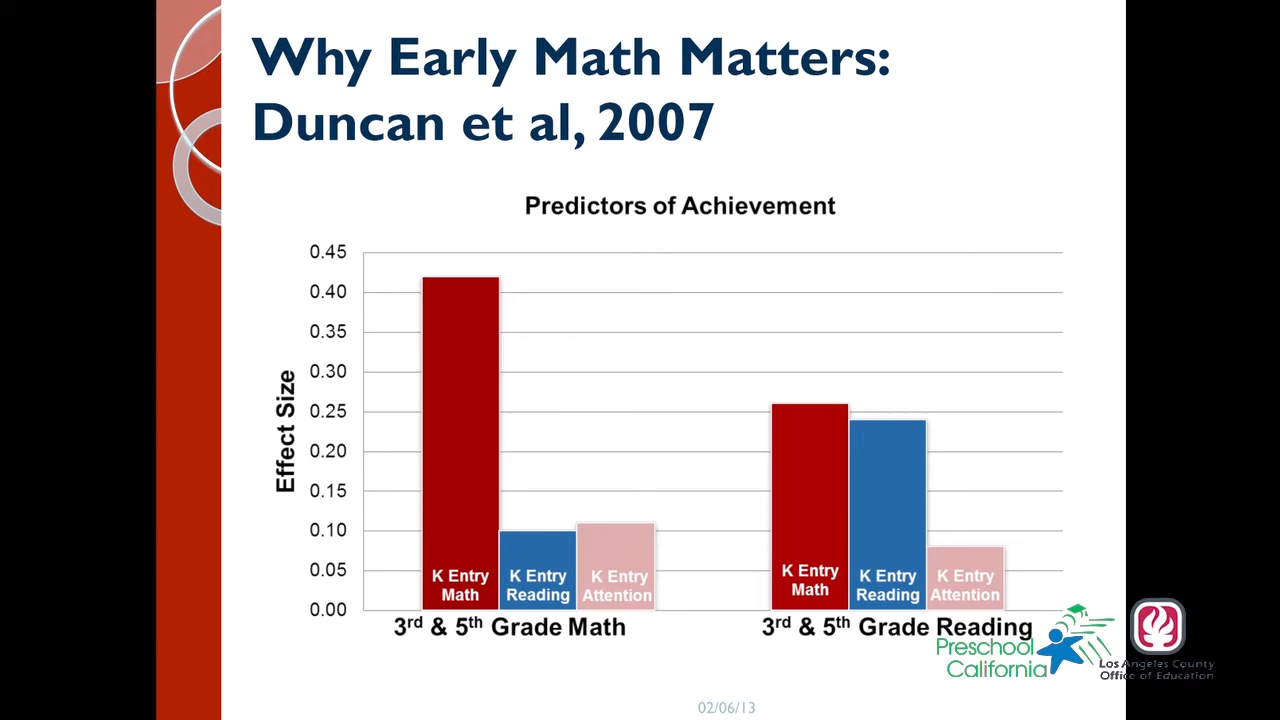 Why Early Math Matters:
Duncan et al, 2007
Predictors of Achievement
Effect Size
0.45
0.40
0.35
0.30
0.25
0.20
0.15
0.10
0.05
0.00
K Entry
Math
K Entry
Reading
K Entry
Attention
K Entry
Math
K Entry
Reading
K Entry
Attention
3rd & 5th Grade Math
3rd & 5th Grade Reading
Preschool
California
Los Angeles County
Office of Education
02/06/13